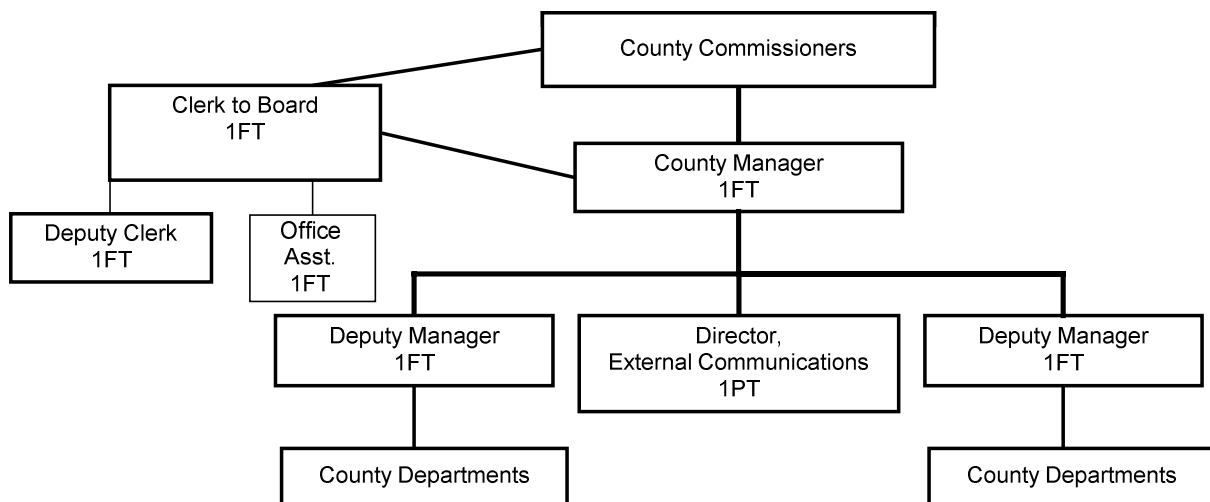 County Commissioners
Clerk to Board
1FT
County Manager
1FT
Deputy Clerk
1FT
Office
Asst.
1FT
Deputy Manager
1FT
Director,
External Communications
1PT
Deputy Manager
1FT
County Departments
County Departments